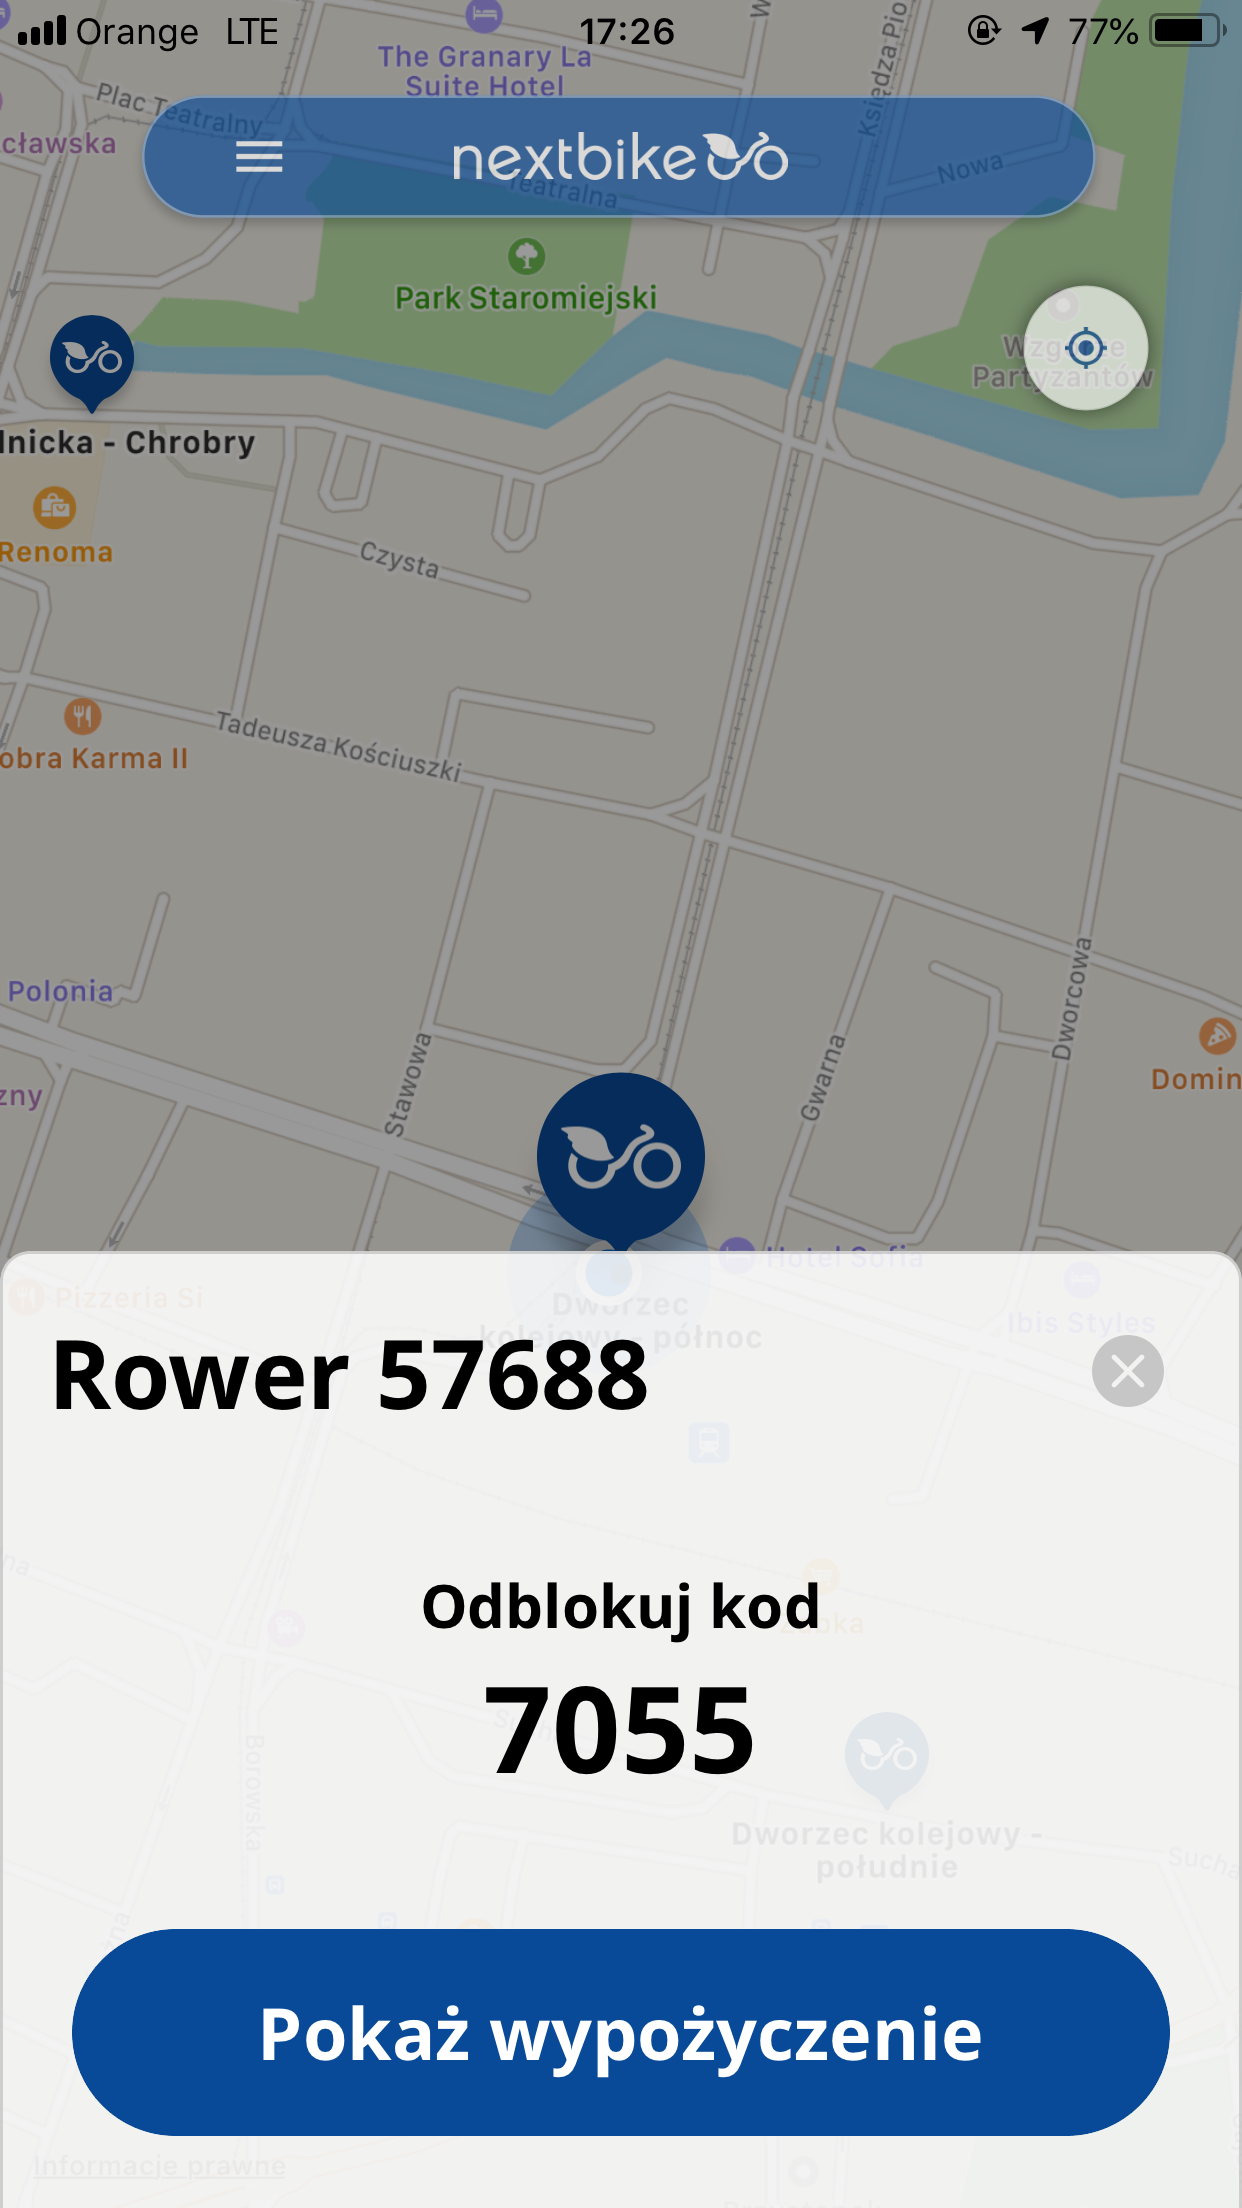 Orange LTE 17:26 77%
The Granary La
Suite Hotel
Plac Teatralny
Księdza Pio
cławska
nextbike
Teatralna
Nowa
Park Staromiejski
Wzgórze
Partyzantów
lnicka - Chrobry
Renoma
Czysta
Tadeusza Kościuszki
obra Karma II
Polonia
Stawowa
Gwarna
Dworcowa
Domin
zny
Hotel Sofia
Pizzeria Si
Dworzec
kolejowy - północ
Ibis Styles
Rower 57688
Odblokuj kod
7055
Borowska
Dworzec kolejowy -
południe
Sucha
Pokaż wypożyczenie
Informacje prawne